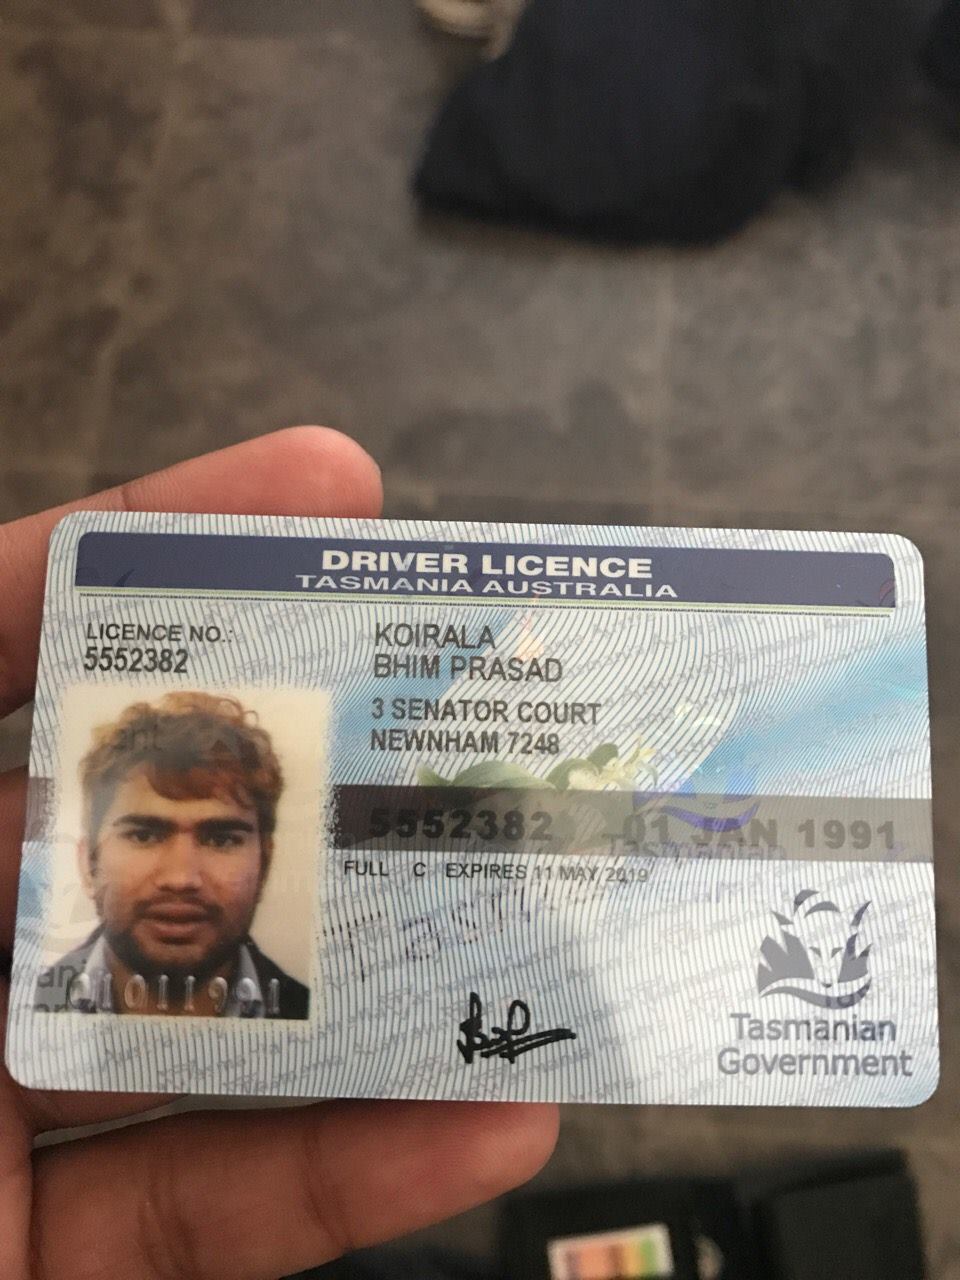 DRIVER LICENCE
TASMANIA AUSTRALIA
LICENCE NO.:
5552382
KOIRALA
BHIM PRASAD
3 SENATOR COURT
NEWNHAM 7248
5552382 01 JAN 1991
FULL C EXPIRES 11 MAY 2019
01011991
Tasmanian
Government